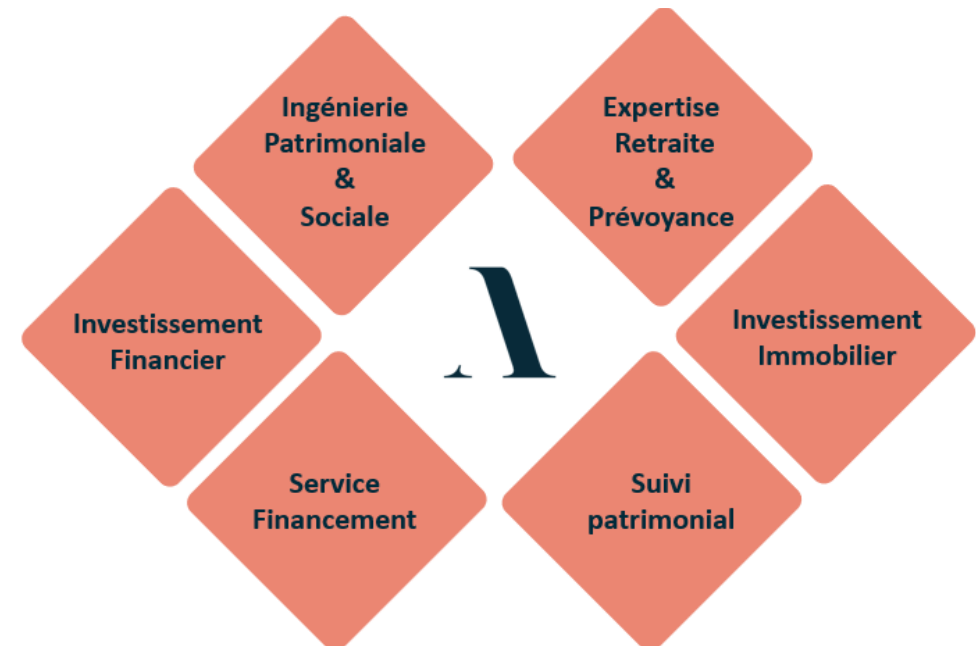 Ingénierie
Patrimoniale
&
Sociale
Expertise
Retraite
&
Prévoyance
Investissement
Financier
A
Investissement
Immobilier
Service
Financement
Suivi
patrimonial